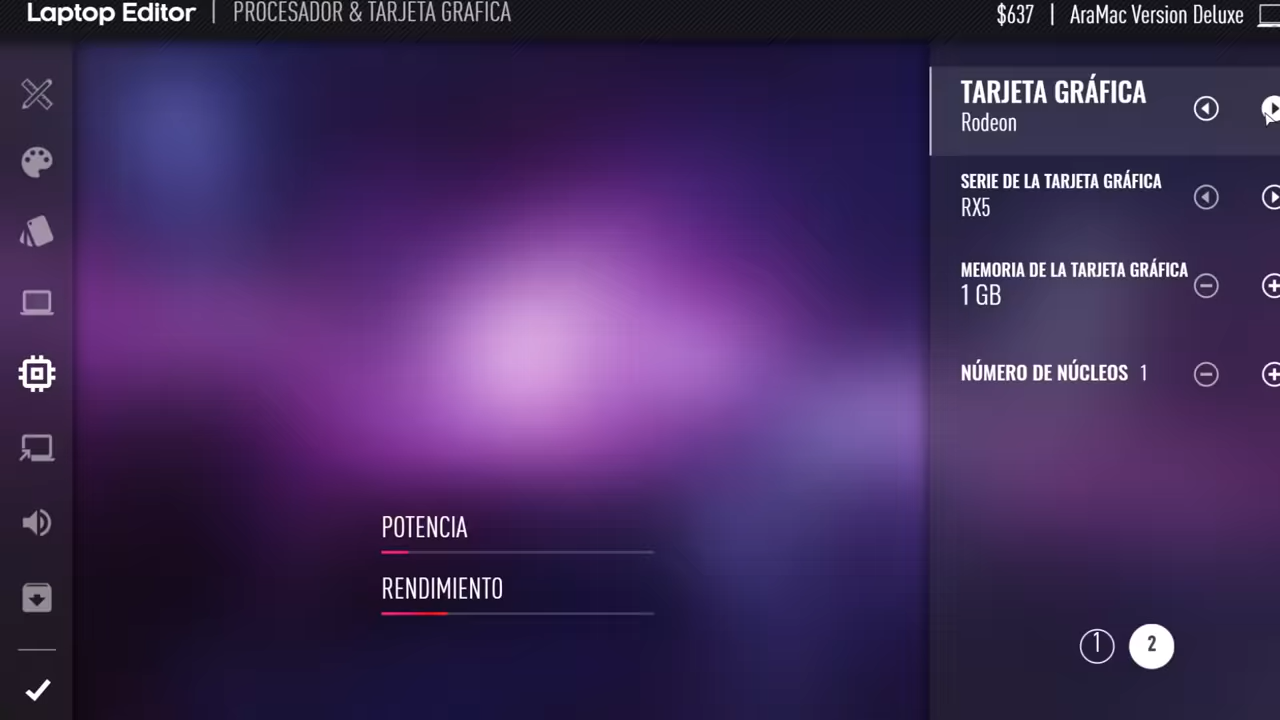 Laptop Editor | PROCESADOR & TARJETA GRAFICA
$637 | AraMac Version Deluxe
TARJETA GRÁFICA
Rodeon
SERIE DE LA TARJETA GRÁFICA
RX5
MEMORIA DE LA TARJETA GRÁFICA
1 GB
NÚMERO DE NÚCLEOS 1
POTENCIA
RENDIMIENTO
1 2